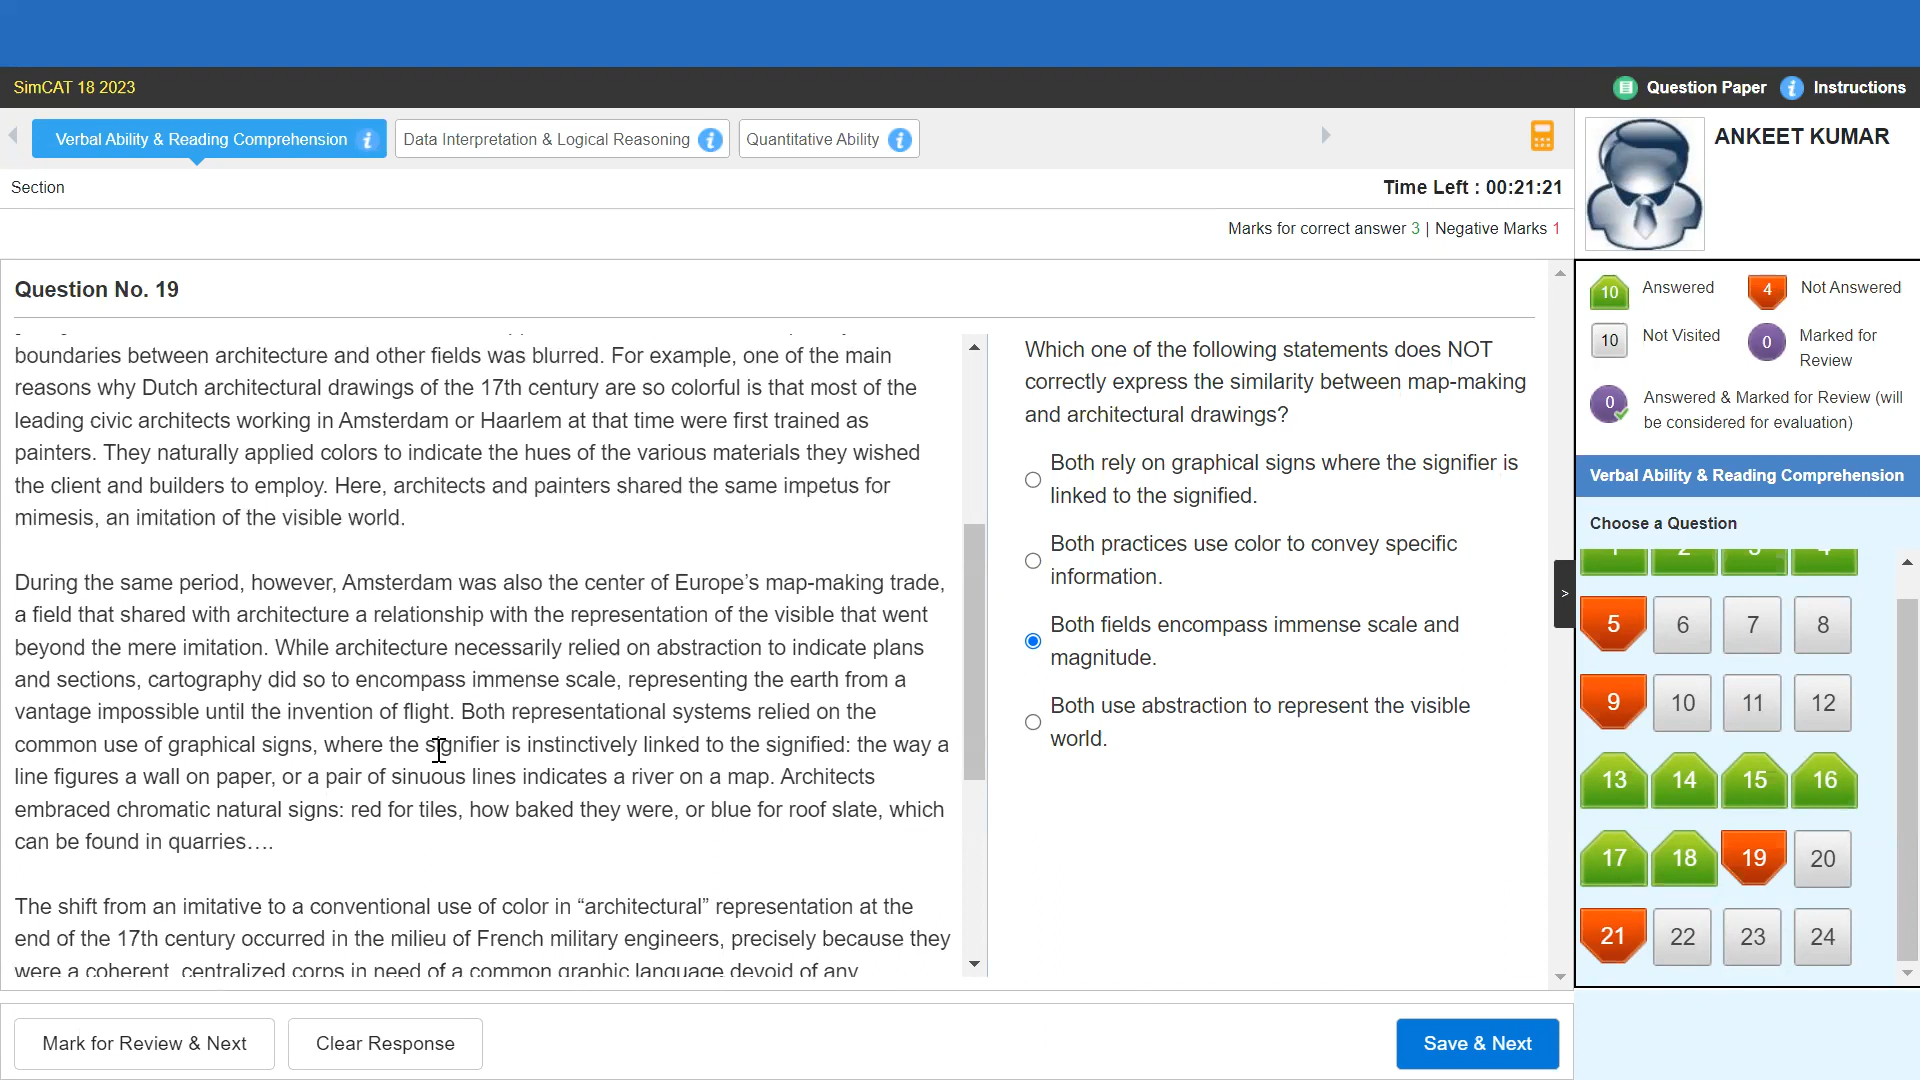 SimCAT 18 2023
Question Paper
Instructions
Verbal Ability & Reading Comprehension
Data Interpretation & Logical Reasoning
Quantitative Ability
ANKEET KUMAR
Section
Time Left : 00:21:21
Marks for correct answer 3 | Negative Marks 1
Question No. 19
boundaries between architecture and other fields was blurred. For example, one of the main
reasons why Dutch architectural drawings of the 17th century are so colorful is that most of the
leading civic architects working in Amsterdam or Haarlem at that time were first trained as
painters. They naturally applied colors to indicate the hues of the various materials they wished
the client and builders to employ. Here, architects and painters shared the same impetus for
mimesis, an imitation of the visible world.
During the same period, however, Amsterdam was also the center of Europe’s map-making trade,
a field that shared with architecture a relationship with the representation of the visible that went
beyond the mere imitation. While architecture necessarily relied on abstraction to indicate plans
and sections, cartography did so to encompass immense scale, representing the earth from a
vantage impossible until the invention of flight. Both representational systems relied on the
common use of graphical signs, where the signifier is instinctively linked to the signified: the way a
line figures a wall on paper, or a pair of sinuous lines indicates a river on a map. Architects
embraced chromatic natural signs: red for tiles, how baked they were, or blue for roof slate, which
can be found in quarries….
The shift from an imitative to a conventional use of color in “architectural” representation at the
end of the 17th century occurred in the milieu of French military engineers, precisely because they
were a coherent, centralized corps in need of a common graphic language devoid of any
Which one of the following statements does NOT
correctly express the similarity between map-making
and architectural drawings?
Both rely on graphical signs where the signifier is
linked to the signified.
Both practices use color to convey specific
information.
Both fields encompass immense scale and
magnitude.
Both use abstraction to represent the visible
world.
10 Answered
4 Not Answered
10 Not Visited
0 Marked for
Review
0 Answered & Marked for Review (will
be considered for evaluation)
Verbal Ability & Reading Comprehension
Choose a Question
1 2 3 4
5 6 7 8
9 10 11 12
13 14 15 16
17 18 19 20
21 22 23 24
>
Mark for Review & Next
Clear Response
Save & Next